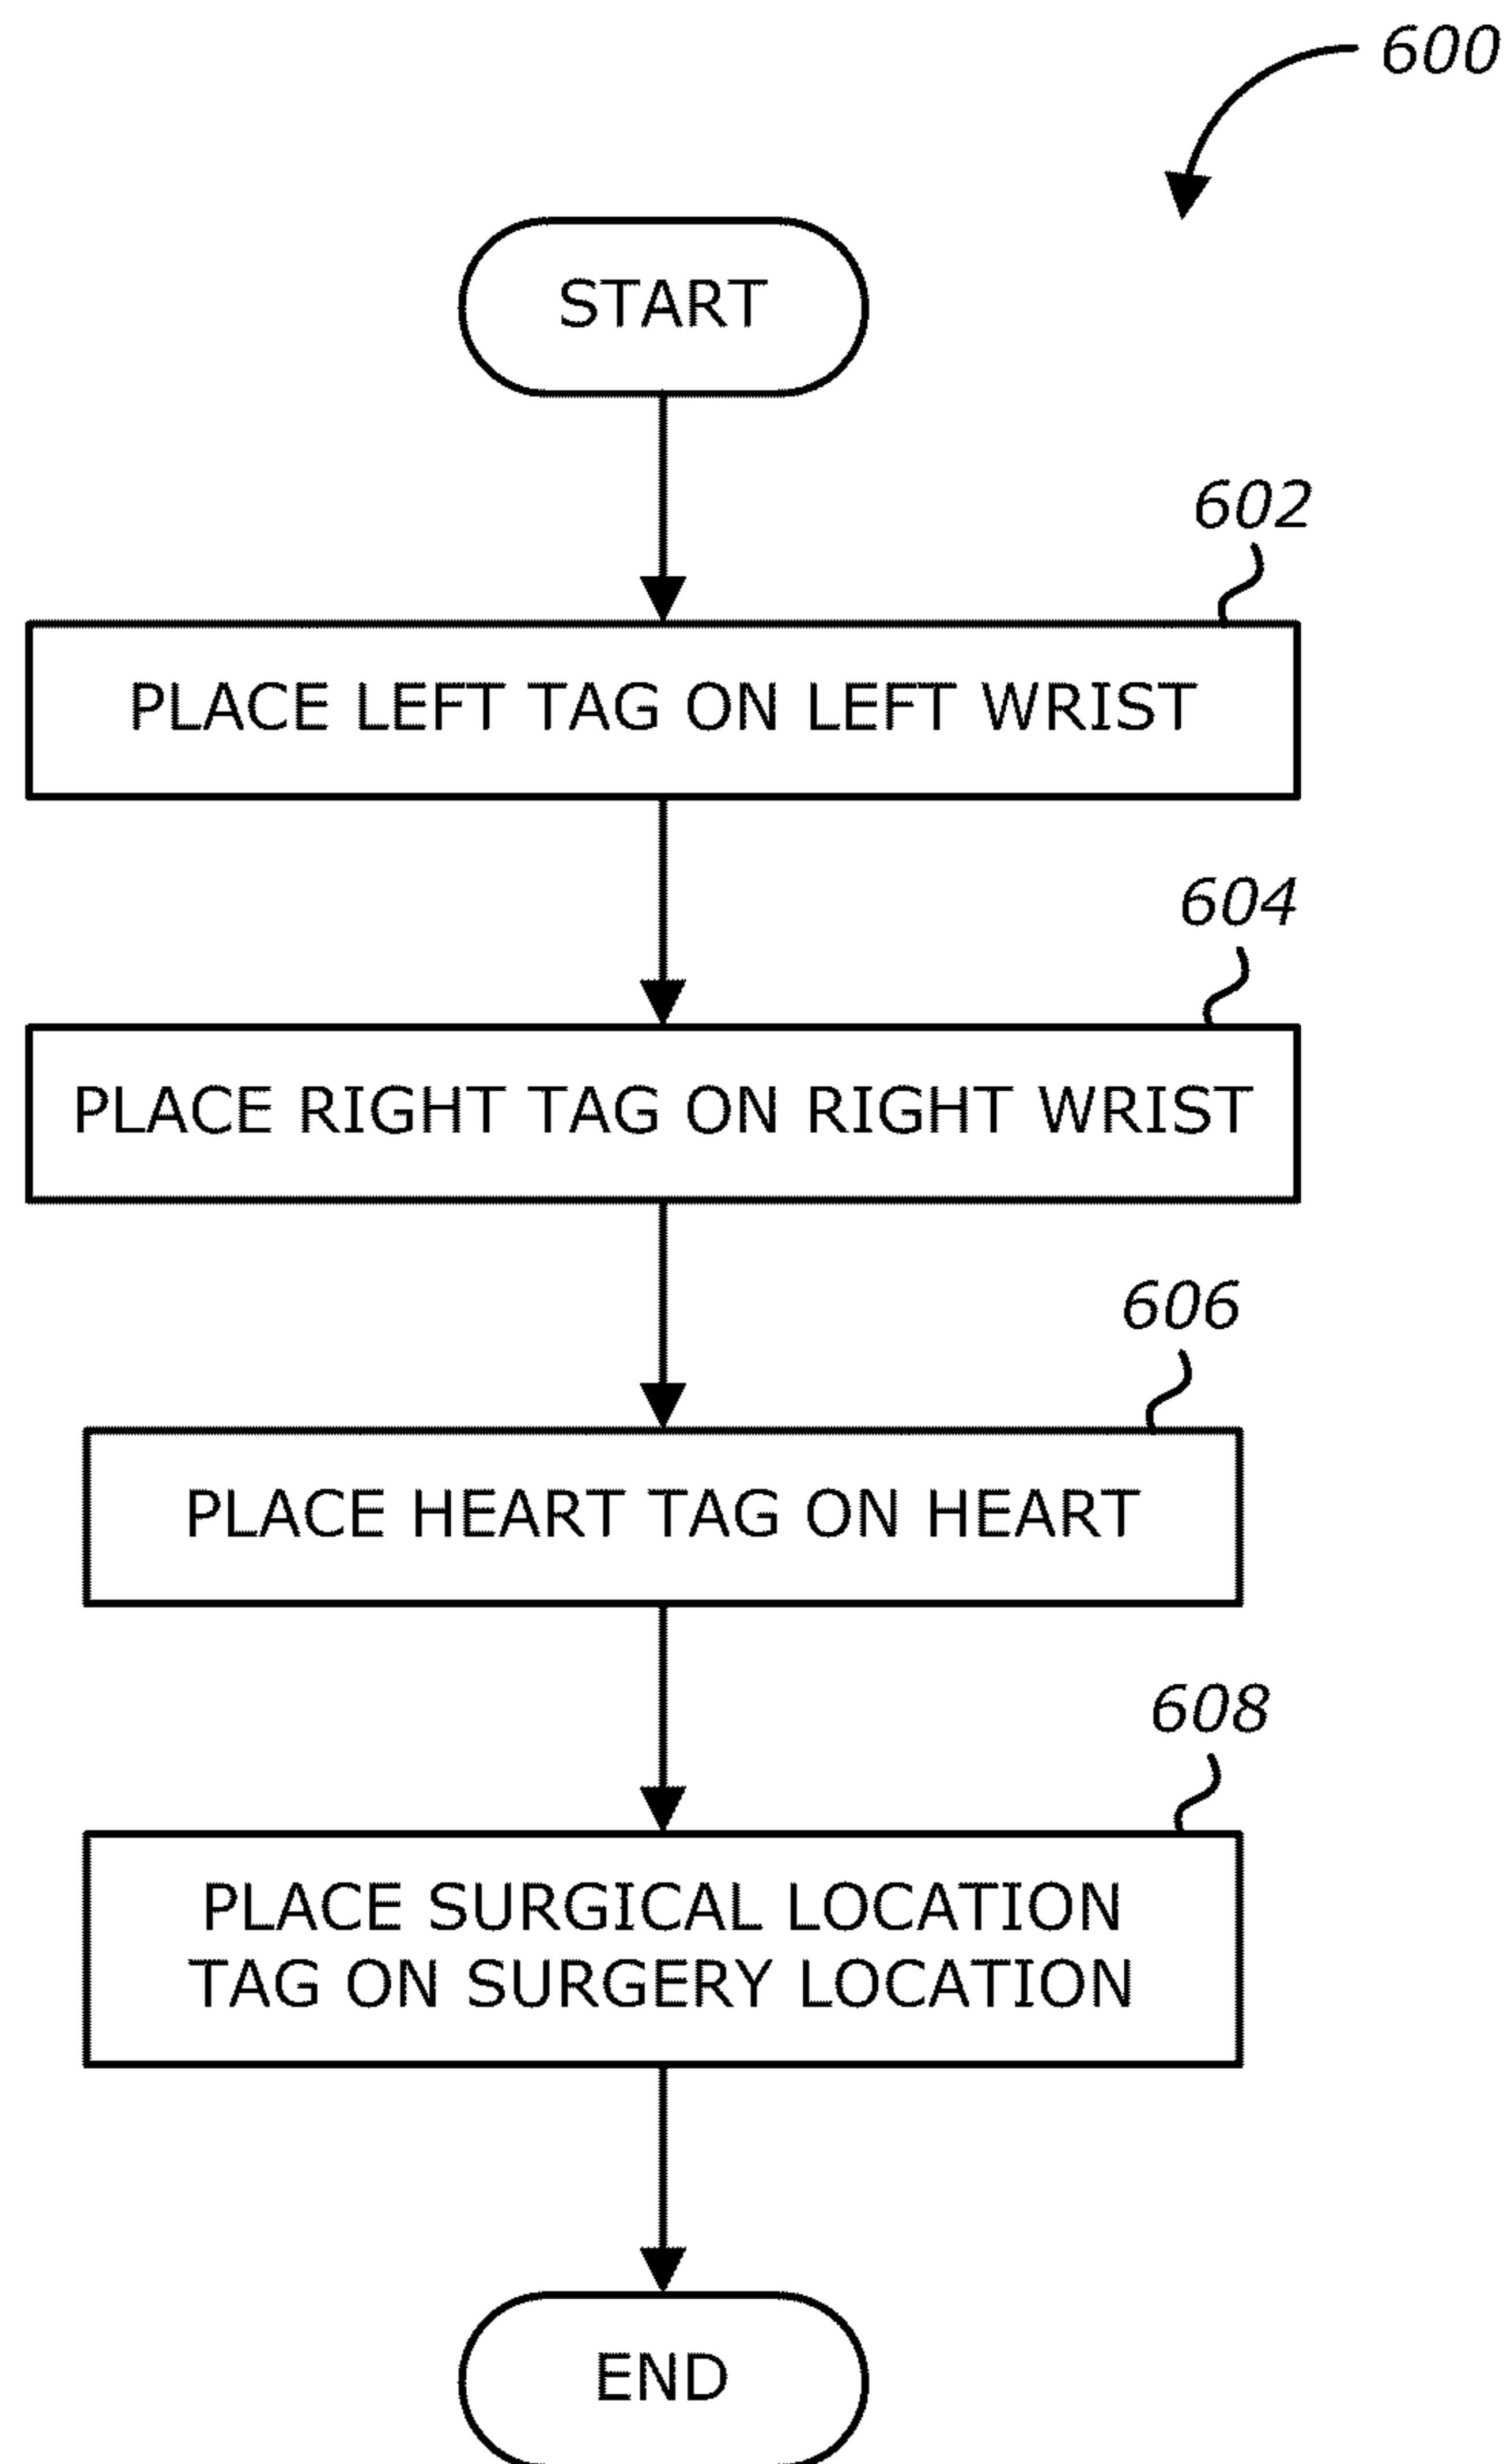 600
START
602
PLACE LEFT TAG ON LEFT WRIST
604
PLACE RIGHT TAG ON RIGHT WRIST
606
PLACE HEART TAG ON HEART
608
PLACE SURGICAL LOCATION
TAG ON SURGERY LOCATION
END